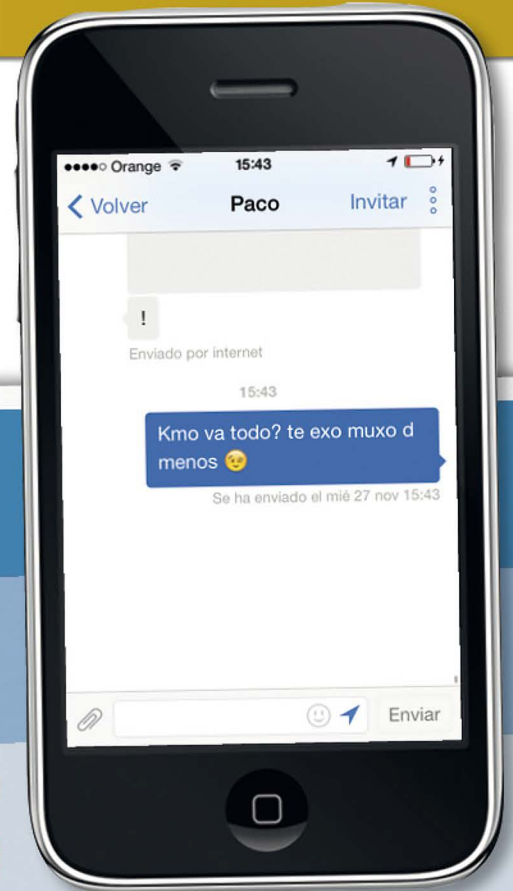 Orange 15:43
Volver Paco Invitar
!
Enviado por internet
15:43
Kmo va todo? te exo muxo d
menos 😉
Se ha enviado el mié 27 nov 15:43
Enviar